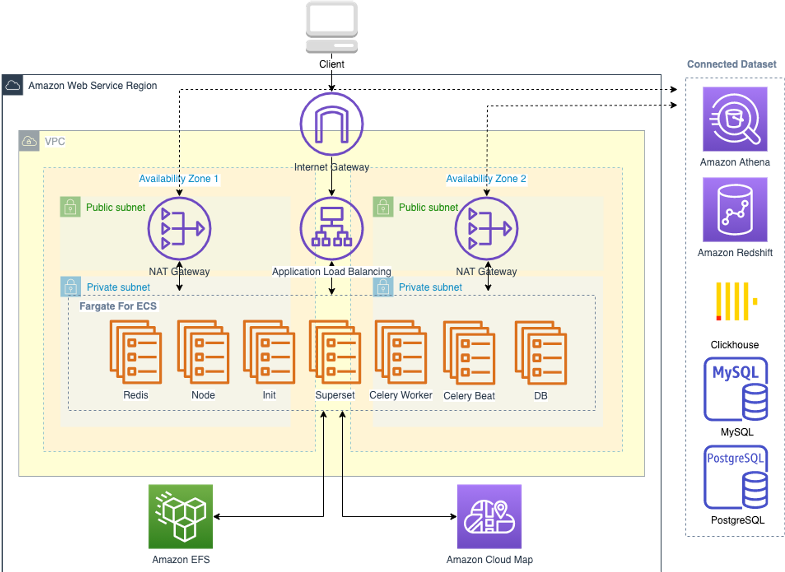 Client
Connected Dataset
Amazon Web Service Region
VPC
Internet Gateway
Availability Zone 1
Availability Zone 2
Amazon Athena
Public subnet
Public subnet
NAT Gateway
Application Load Balancing
NAT Gateway
Amazon Redshift
Private subnet
Private subnet
Fargate For ECS
Clickhouse
Redis
Node
Init
Superset
Celery Worker
Celery Beat
DB
MySQL
MySQL
PostgreSQL
PostgreSQL
Amazon EFS
Amazon Cloud Map